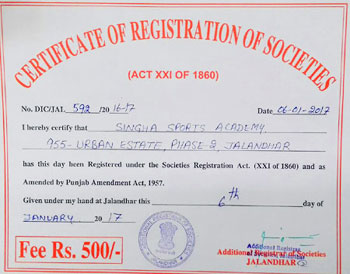 CERTIFICATE OF REGISTRATION OF SOCIETIES
(ACT XXI OF 1860)
No. DIC/JAL. 592 /20 16-17 Date 06-01-2017
I hereby certify that SINGHA SPORTS ACADEMY,
955-URBAN ESTATE, PHASE 2, JALANDHAR
has this day been Registered under the Societies Registration Act. (XXI of 1860) and as
Amended by Punjab Amendment Act, 1957.
Given under my hand at Jalandhar this 6th day of
JANUARY 2017
Fee Rs. 500/-
Additional Registrar
Additional Registrar of Societies
JALANDHAR